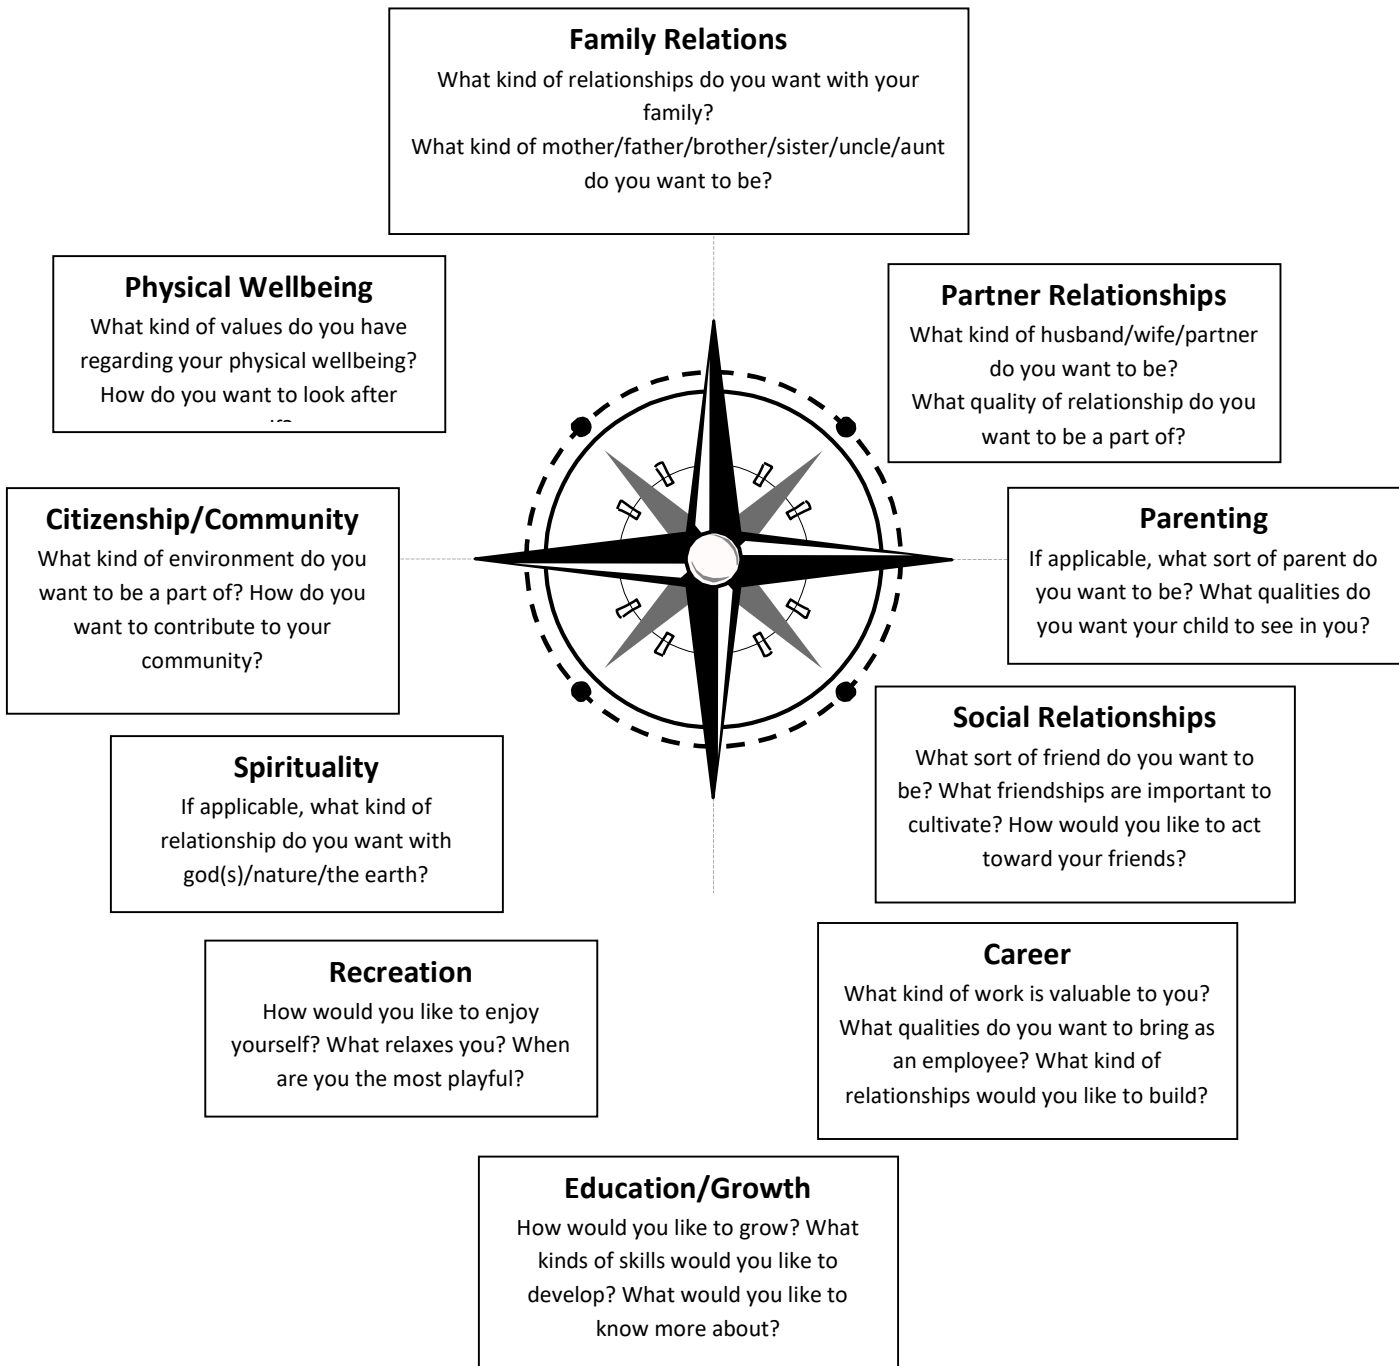 Family Relations
What kind of relationships do you want with your
family?
What kind of mother/father/brother/sister/uncle/aunt
do you want to be?
Physical Wellbeing
What kind of values do you have
regarding your physical wellbeing?
How do you want to look after
Partner Relationships
What kind of husband/wife/partner
do you want to be?
What quality of relationship do you
want to be a part of?
Citizenship/Community
What kind of environment do you
want to be a part of? How do you
want to contribute to your
community?
Parenting
If applicable, what sort of parent do
you want to be? What qualities do
you want your child to see in you?
Spirituality
If applicable, what kind of
relationship do you want with
god(s)/nature/the earth?
Social Relationships
What sort of friend do you want to
be? What friendships are important to
cultivate? How would you like to act
toward your friends?
Recreation
How would you like to enjoy
yourself? What relaxes you? When
are you the most playful?
Career
What kind of work is valuable to you?
What qualities do you want to bring as
an employee? What kind of
relationships would you like to build?
Education/Growth
How would you like to grow? What
kinds of skills would you like to
develop? What would you like to
know more about?